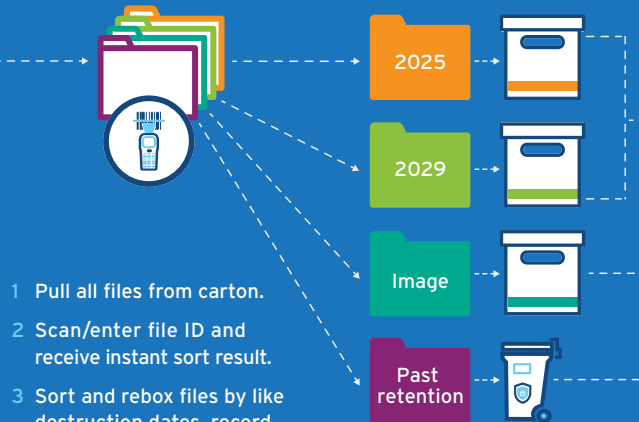 2025
2029
Image
Past
retention
1 Pull all files from carton.
2 Scan/enter file ID and
receive instant sort result.
3 Sort and rebox files by like
destruction dates, record